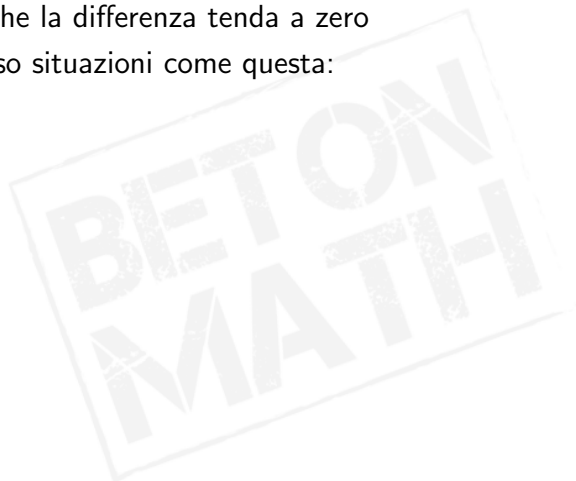 he la differenza tenda a zero
so situazioni come questa:
BET ON
MATH